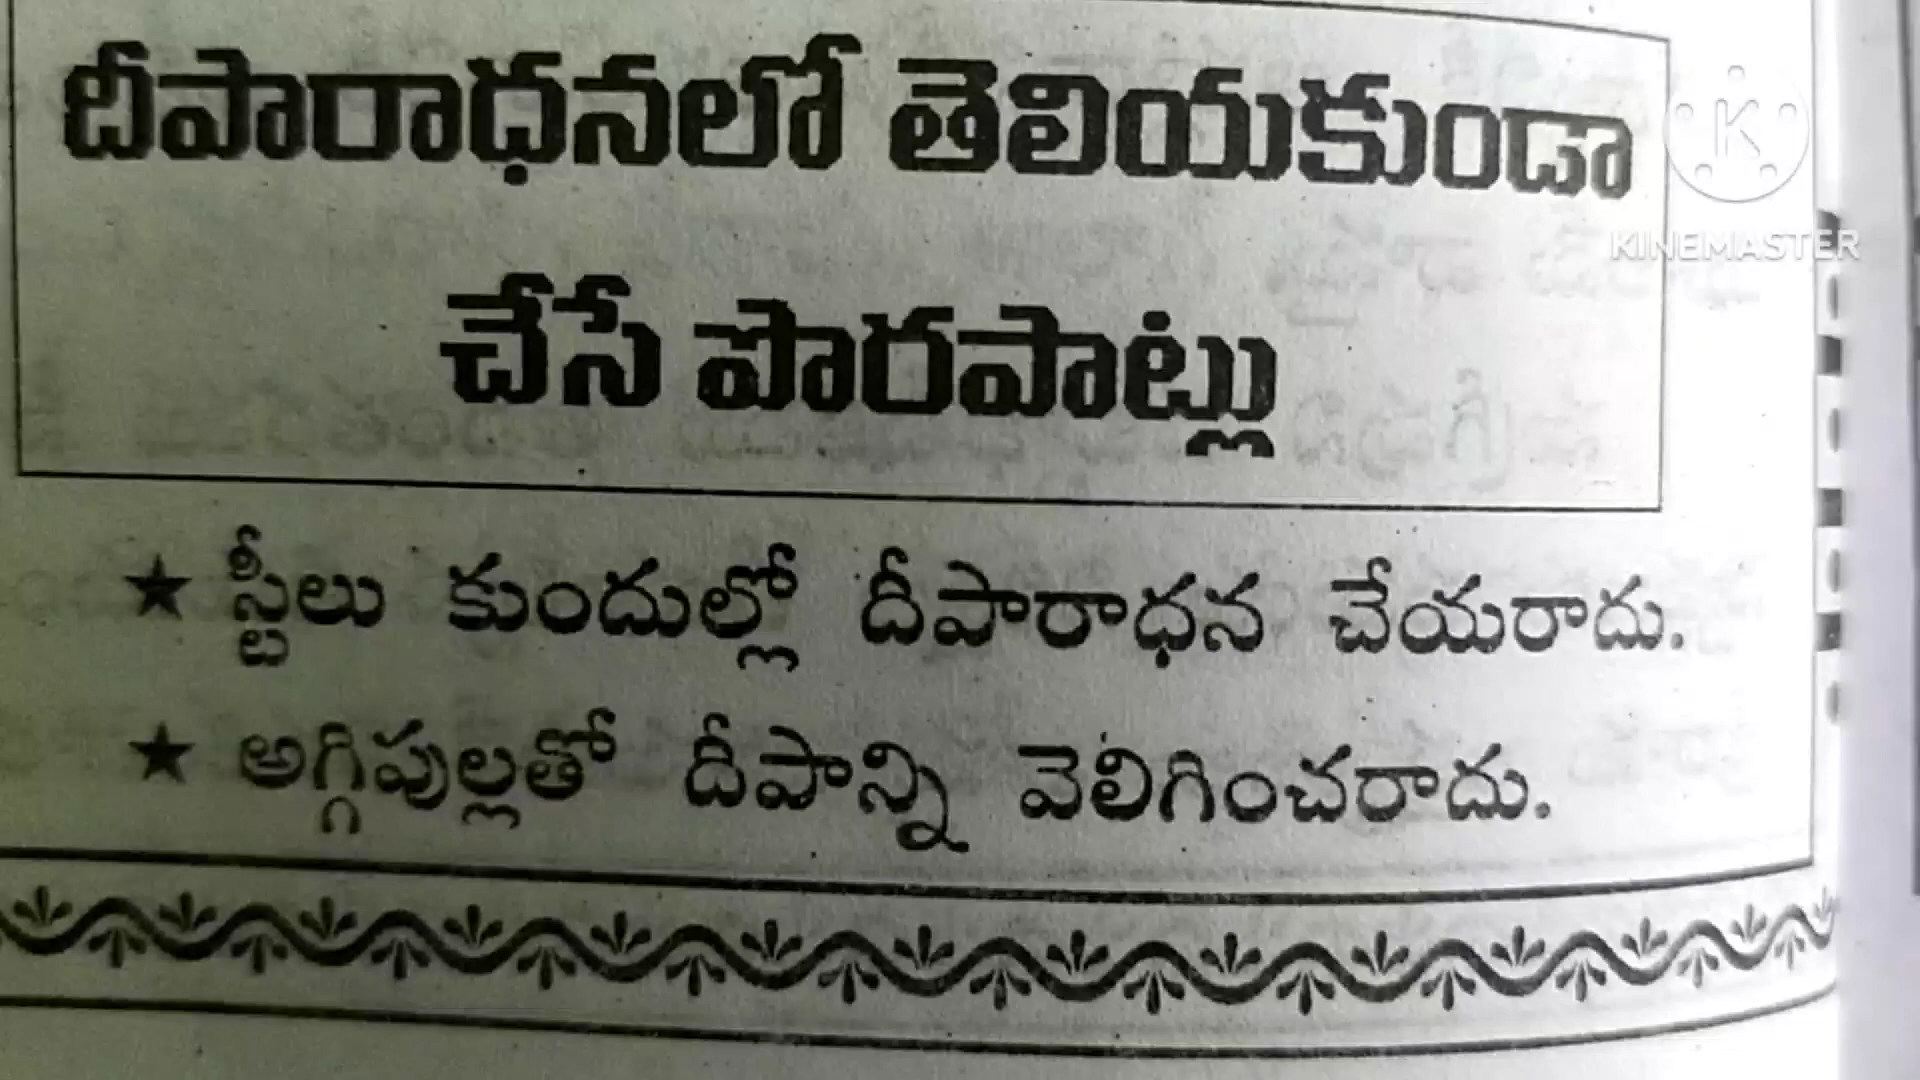 దీపారాధనలో తెలియకుండా
చేసే పొరపాట్లు
★ స్టీలు కుందుల్లో దీపారాధన చేయరాదు.
★ అగ్గిపుల్లతో దీపాన్ని వెలిగించరాదు.
K
KINEMASTER